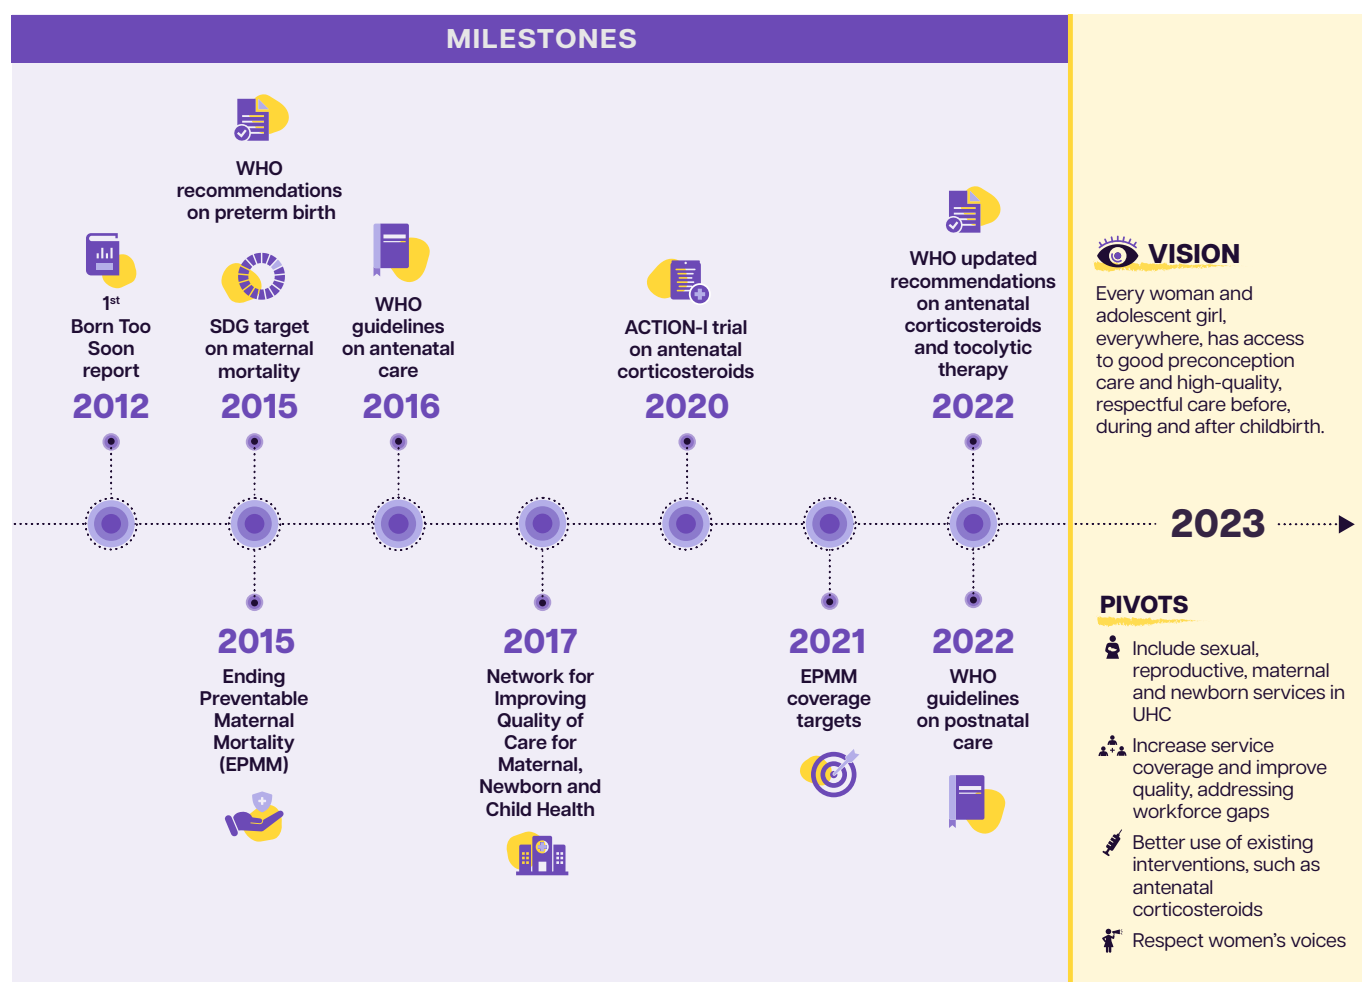 MILESTONES
WHO
recommendations
on preterm birth
1st
Born Too
Soon
report
2012
SDG target
on maternal
mortality
2015
WHO
guidelines
on antenatal
care
2016
ACTION-I trial
on antenatal
corticosteroids
2020
WHO updated
recommendations
on antenatal
corticosteroids
and tocolytic
therapy
2022
2015
Ending
Preventable
Maternal
Mortality
(EPMM)
2017
Network for
Improving
Quality of
Care for
Maternal,
Newborn and
Child Health
2021
EPMM
coverage
targets
2022
WHO
guidelines
on postnatal
care
VISION
Every woman and
adolescent girl,
everywhere, has access
to good preconception
care and high-quality,
respectful care before,
during and after childbirth.
2023
PIVOTS
Include sexual,
reproductive, maternal
and newborn services in
UHC
Increase service
coverage and improve
quality, addressing
workforce gaps
Better use of existing
interventions, such as
antenatal
corticosteroids
Respect women's voices